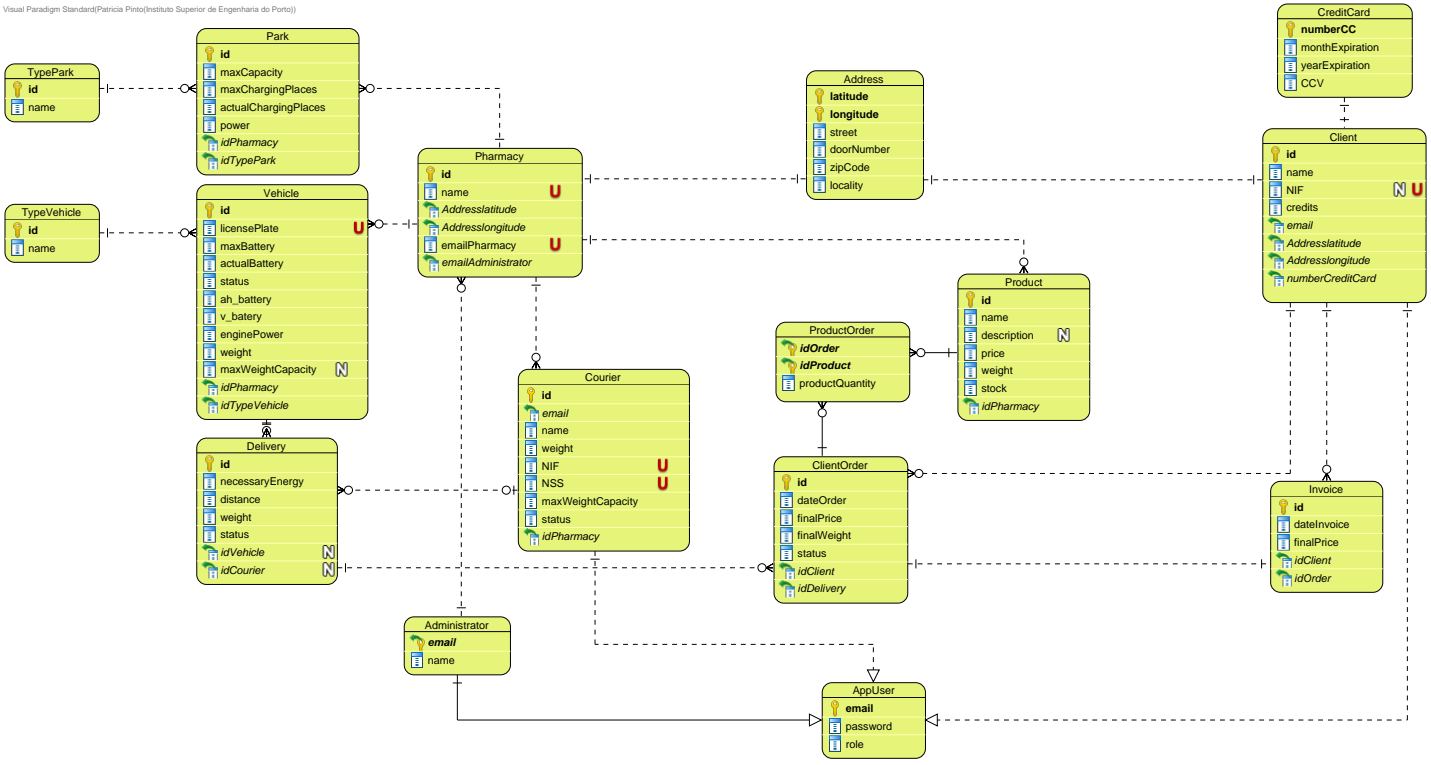 Visual Paradigm Standard(Patricia Pinto(Instituto Superior de Engenharia do Porto))
TypePark
id
name
Park
id
maxCapacity
maxChargingPlaces
actualChargingPlaces
power
idPharmacy
idTypePark
TypeVehicle
id
name
Vehicle
id
licensePlate U
maxBattery
actualBattery
status
ah_battery
v_batery
enginePower
weight
maxWeightCapacity N
idPharmacy
idTypeVehicle
Delivery
id
necessaryEnergy
distance
weight
status
idVehicle N
idCourier N
Pharmacy
id
name U
Addresslatitude
Addresslongitude
emailPharmacy U
emailAdministrator
Courier
id
email
name
weight
NIF U
NSS U
maxWeightCapacity
status
idPharmacy
Administrator
email
name
Address
latitude
longitude
street
doorNumber
zipCode
locality
ProductOrder
idOrder
idProduct
productQuantity
Product
id
name
description N
price
weight
stock
idPharmacy
ClientOrder
id
dateOrder
finalPrice
finalWeight
status
idClient
idDelivery
AppUser
email
password
role
CreditCard
numberCC
monthExpiration
yearExpiration
CCV
Client
id
name
NIF N U
credits
email
Addresslatitude
Addresslongitude
numberCreditCard
Invoice
id
dateInvoice
finalPrice
idClient
idOrder